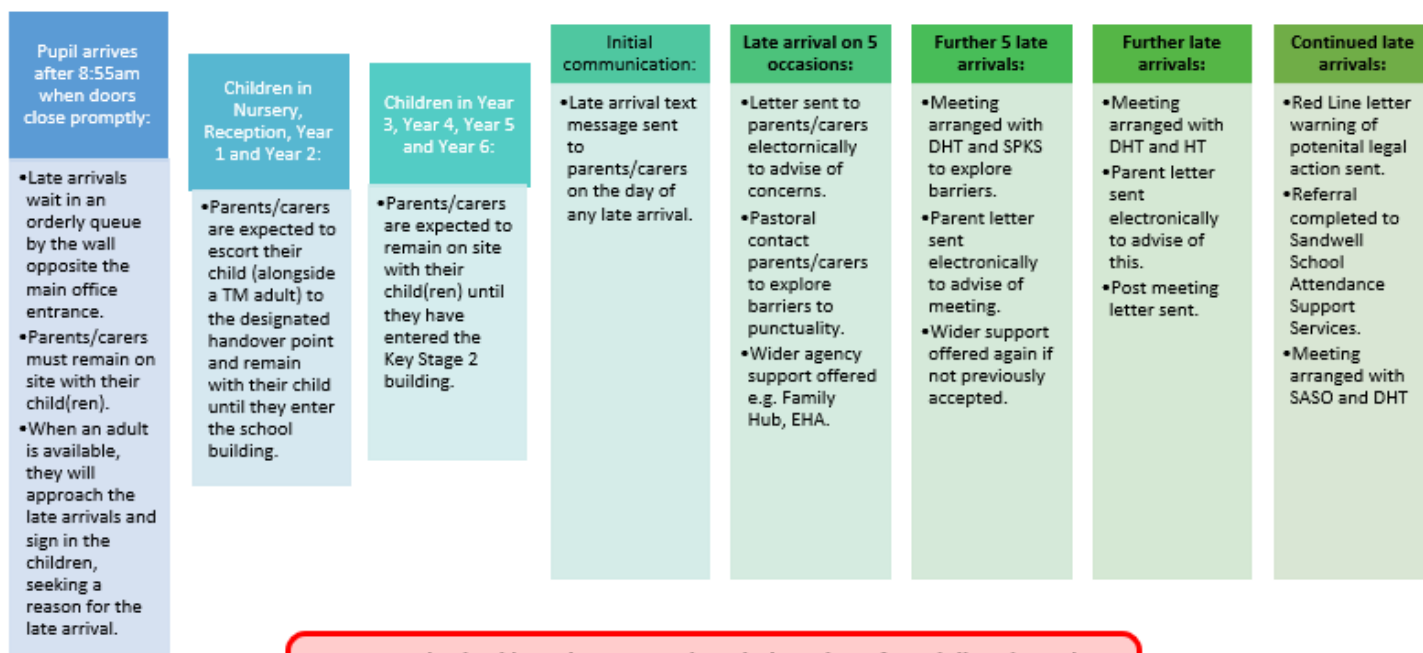 Pupil arrives
after 8:55am
when doors
close promptly:
•Late arrivals
wait in an
orderly queue
by the wall
opposite the
main office
entrance.
•Parents/carers
must remain on
site with their
child(ren).
•When an adult
is available,
they will
approach the
late arrivals and
sign in the
children,
seeking a
reason for the
late arrival.
Children in
Nursery,
Reception, Year
1 and Year 2:
•Parents/carers
are expected to
escort their
child (alongside
a TM adult) to
the designated
handover point
and remain
with their child
until they enter
the school
building.
Children in Year
3, Year 4, Year 5
and Year 6:
•Parents/carers
are expected to
remain on site
with their
child(ren) until
they have
entered the
Key Stage 2
building.
Initial
communication:
•Late arrival text
message sent
to
parents/carers
on the day of
any late arrival.
Late arrival on 5
occasions:
•Letter sent to
parents/carers
electornically
to advise of
concerns.
•Pastoral
contact
parents/carers
to explore
barriers to
punctuality.
•Wider agency
support offered
e.g. Family
Hub, EHA.
Further 5 late
arrivals:
•Meeting
arranged with
DHT and SPKS
to explore
barriers.
•Parent letter
sent
electronically
to advise of
meeting.
•Wider support
offered again if
not previously
accepted.
Further late
arrivals:
•Meeting
arranged with
DHT and HT
•Parent letter
sent
electronically
to advise of
this.
•Post meeting
letter sent.
Continued late
arrivals:
•Red Line letter
warning of
potenital legal
action sent.
•Referral
completed to
Sandwell
School
Attendance
Support
Services.
•Meeting
arranged with
SASO and DHT